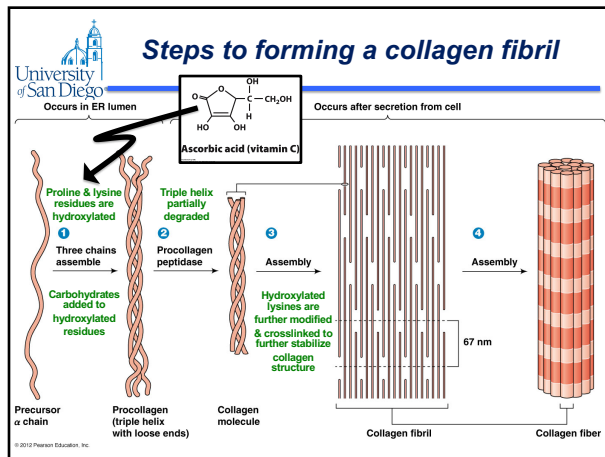 Steps to forming a collagen fibril
University
of San Diego
Occurs in ER lumen
Occurs after secretion from cell
O
O
OH
C
CH₂OH
H
HO
OH
Ascorbic acid (vitamin C)
Proline & lysine
residues are
hydroxylated
1
Three chains
assemble
Carbohydrates
added to
hydroxylated
residues
Triple helix
partially
degraded
2
Procollagen
peptidase
3
Assembly
Hydroxylated
lysines are
further modified
& crosslinked to
further stabilize
collagen
structure
67 nm
4
Assembly
Precursor
α chain
Procollagen
(triple helix
with loose ends)
Collagen
molecule
Collagen fibril
Collagen fiber
© 2012 Pearson Education, Inc.